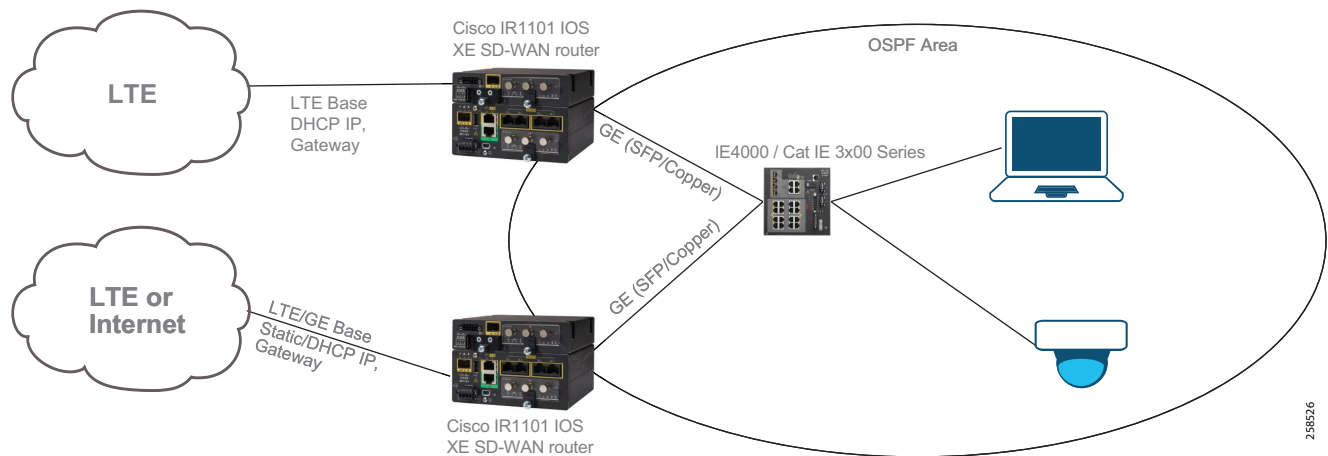 Cisco IR1101 IOS
XE SD-WAN router
OSPF Area
LTE
LTE Base
DHCP IP,
Gateway
GE (SFP/Copper)
IE4000 / Cat IE 3x00 Series
GE (SFP/Copper)
LTE or
Internet
LTE/GE Base
Static/DHCP IP,
Gateway
Cisco IR1101 IOS
XE SD-WAN router
258526